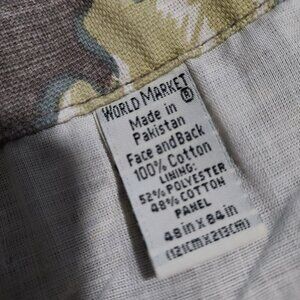 WORLD MARKET®
Made in
Pakistan
Face and Back
100% Cotton
LINING:
52% POLYESTER
48% COTTON
PANEL
48 in x 84 in
(121CM X 213CM)